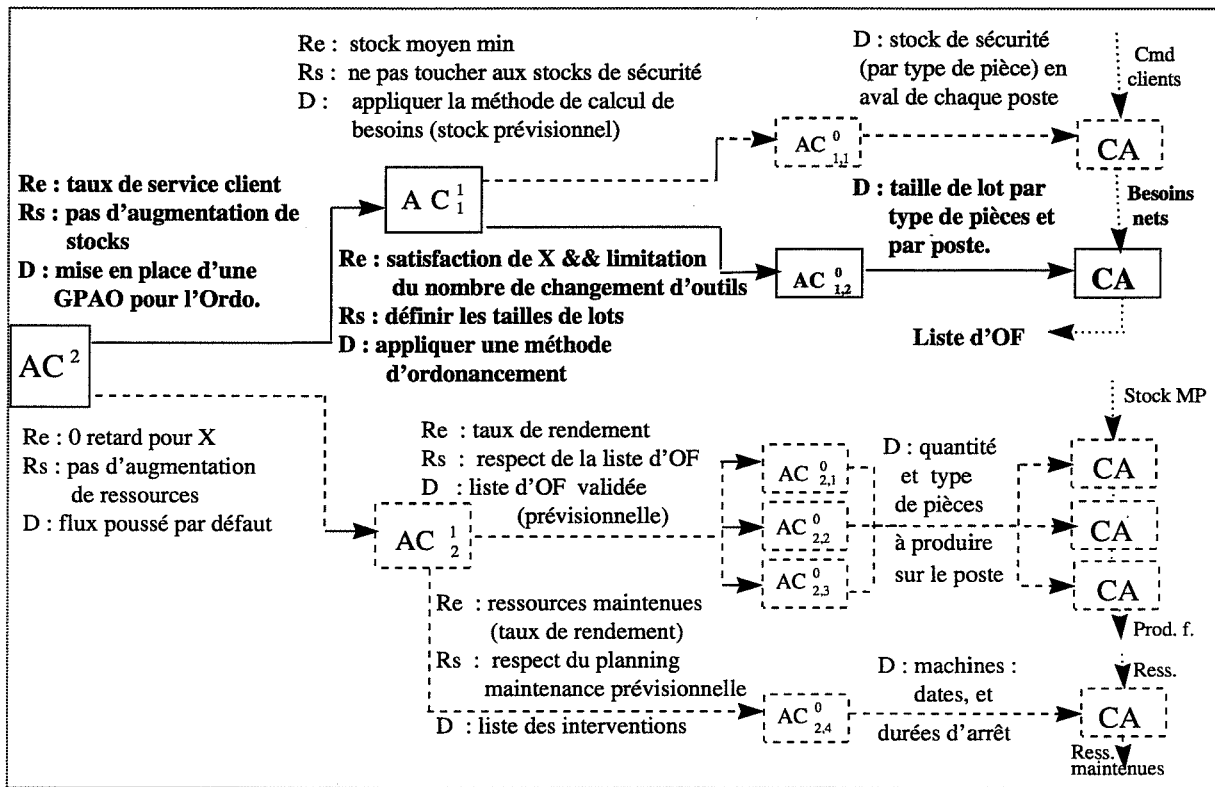 Re : stock moyen min
Rs : ne pas toucher aux stocks de sécurité
D : appliquer la méthode de calcul de
besoins (stock prévisionnel)
D : stock de sécurité
(par type de pièce) en
aval de chaque poste
Cmd
clients
AC 0 1,1
CA
Re : taux de service client
Rs : pas d'augmentation de
stocks
D : mise en place d'une
GPAO pour l'Ordo.
A C 1 1
D : taille de lot par
type de pièces et
par poste.
Besoins
nets
Re : satisfaction de X && limitation
du nombre de changement d'outils
Rs : définir les tailles de lots
D : appliquer une méthode
d'ordonancement
AC 0 1,2
CA
Liste d'OF
AC 2
Re : 0 retard pour X
Rs : pas d'augmentation
de ressources
D : flux poussé par défaut
Re : taux de rendement
Rs : respect de la liste d'OF
D : liste d'OF validée
(prévisionnelle)
AC 1 2
AC 0 2,1
AC 0 2,2
AC 0 2,3
D : quantité
et type
de pièces
à produire
sur le poste
Stock MP
CA
CA
CA
Prod. f.
Re : ressources maintenues
(taux de rendement)
Rs : respect du planning
maintenance prévisionnelle
D : liste des interventions
AC 0 2,4
D : machines :
dates, et
durées d'arrêt
Ress.
CA
Ress.
maintenues